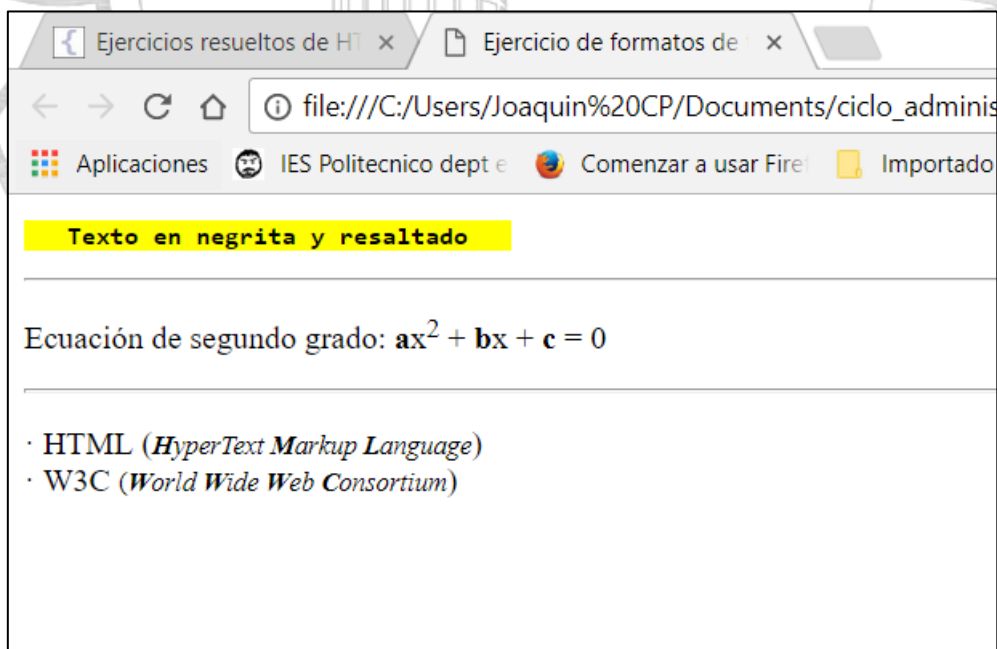 Ejercicios resueltos de HT
Ejercicio de formatos de
file:///C:/Users/Joaquin%20CP/Documents/ciclo_adminis
Aplicaciones IES Politecnico dept e Comenzar a usar Firef Importado
Texto en negrita y resaltado
Ecuación de segundo grado: ax² + bx + c = 0
· HTML (HyperText Markup Language)
· W3C (World Wide Web Consortium)